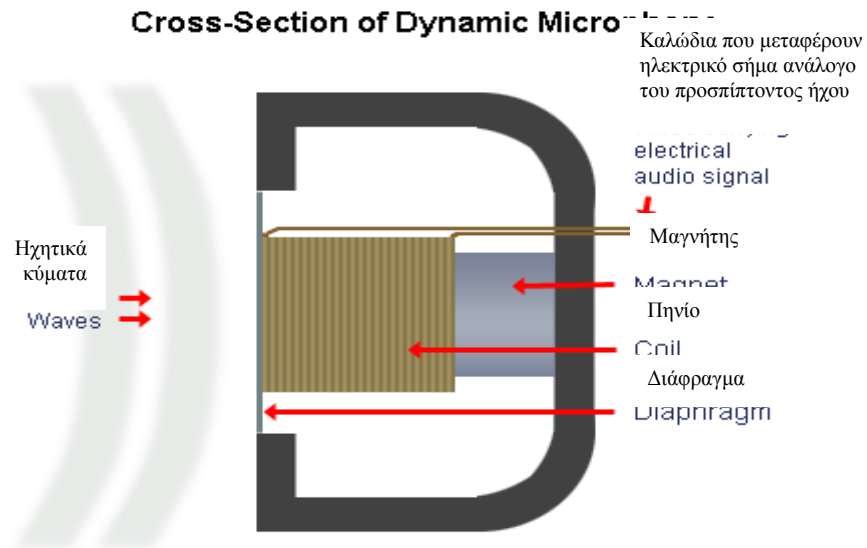 Cross-Section of Dynamic
Καλώδια που μεταφέρουν
ηλεκτρικό σήμα ανάλογο
του προσπίπτοντος ήχου
electrical
audio signal
Μαγνήτης
Ηχητικά
κύματα
Magnet
Πηνίο
Waves
Coil
Διάφραγμα
Diaphragm